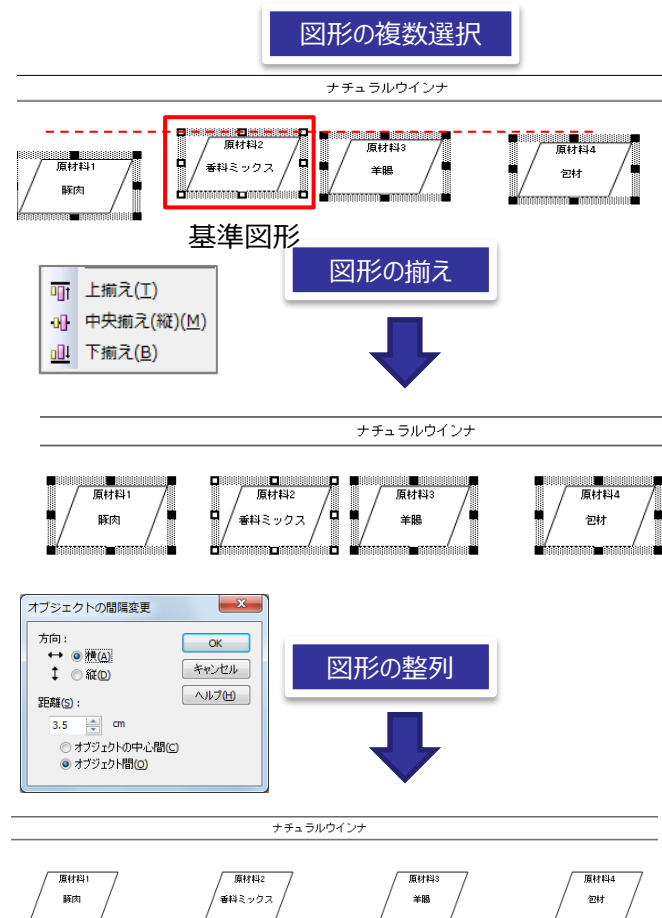 図形の複数選択
ナチュラルウインナ
原材料1
豚肉
原材料2
香料ミックス
原材料3
羊腸
原材料4
包材
基準図形
図形の揃え
上揃え(T)
中央揃え(縦)(M)
下揃え(B)
ナチュラルウインナ
原材料1
豚肉
原材料2
香料ミックス
原材料3
羊腸
原材料4
包材
オブジェクトの間隔変更
方向:
横(A)
縦(D)
距離(S):
3.5 cm
オブジェクトの中心間(C)
オブジェクト間(O)
OK
キャンセル
ヘルプ(H)
図形の整列
ナチュラルウインナ
原材料1
豚肉
原材料2
香料ミックス
原材料3
羊腸
原材料4
包材